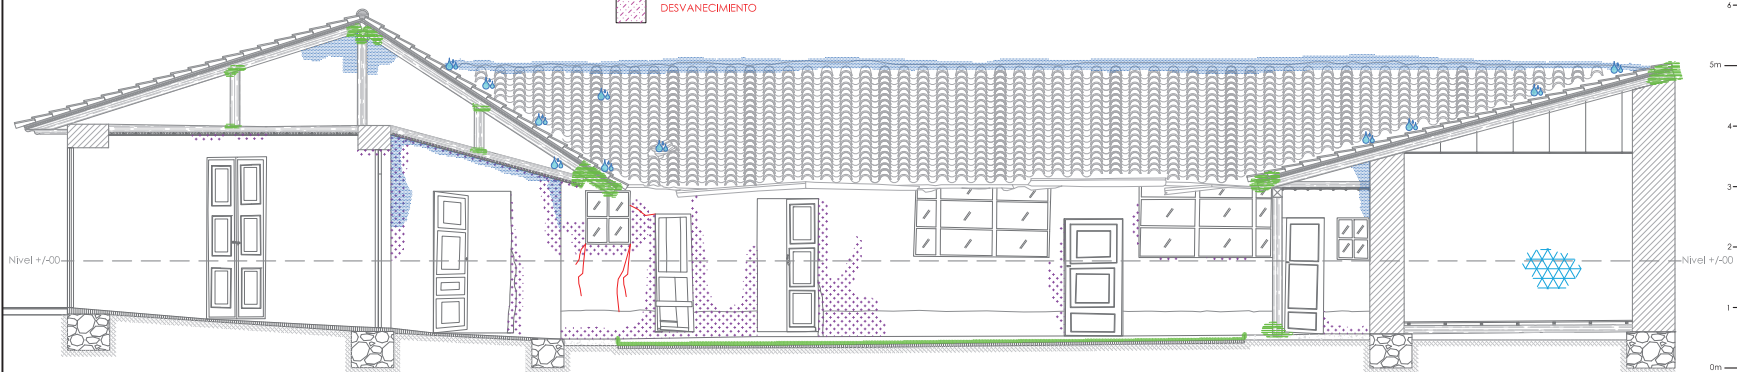 DESVANECIMIENTO
6
5m
4
3
2
Nivel +/-00
Nivel +/-00
1
0m